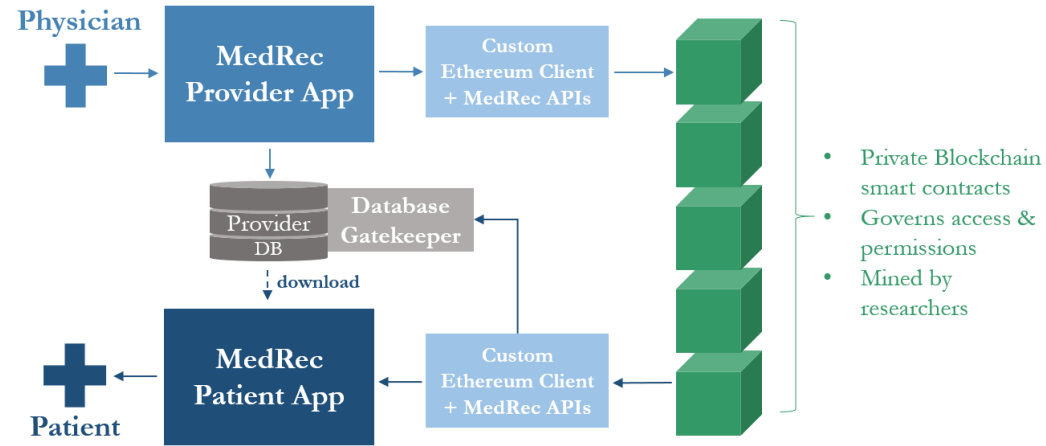 Physician
MedRec
Provider App
Custom
Ethereum Client
+ MedRec APIs
Provider
DB
Database
Gatekeeper
download
MedRec
Patient App
Custom
Ethereum Client
+ MedRec APIs
Patient
• Private Blockchain
smart contracts
• Governs access &
permissions
• Mined by
researchers